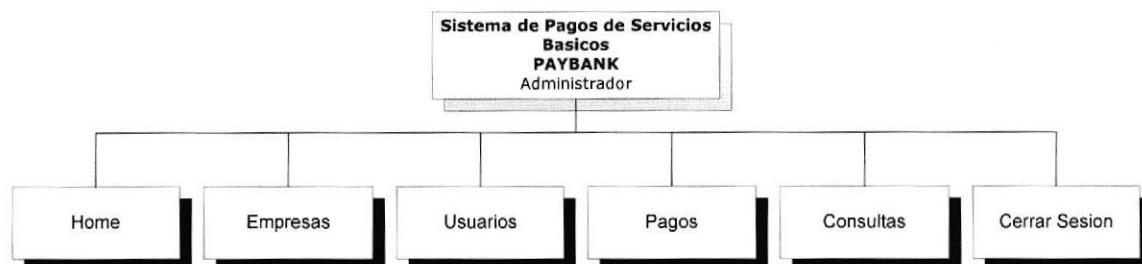 Sistema de Pagos de Servicios
Basicos
PAYBANK
Administrador
Home
Empresas
Usuarios
Pagos
Consultas
Cerrar Sesion